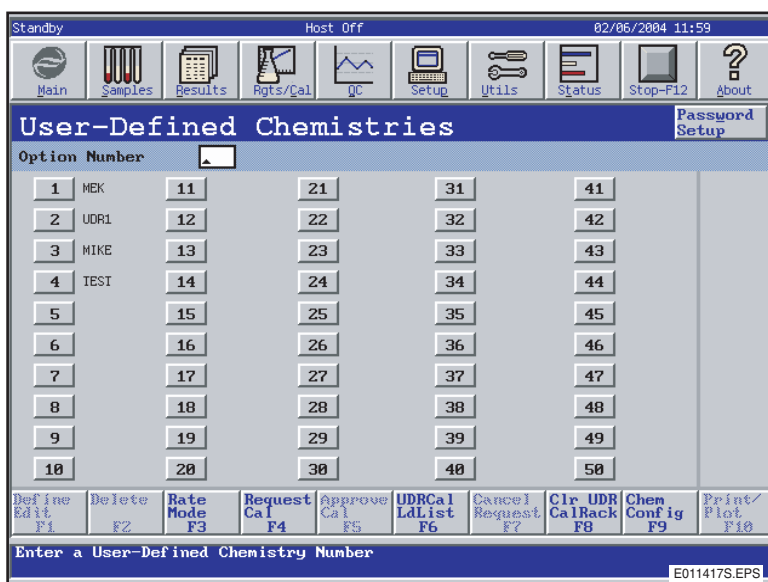 Standby Host Off 02/06/2004 11:59
Main Samples Results Rgts/Cal QC Setup Utils Status Stop-F12 About
User-Defined Chemistries Password Setup
Option Number
1 MEK 11 21 31 41
2 UDR1 12 22 32 42
3 MIKE 13 23 33 43
4 TEST 14 24 34 44
5 15 25 35 45
6 16 26 36 46
7 17 27 37 47
8 18 28 38 48
9 19 29 39 49
10 20 30 40 50
Define Delete Rate Request Approve UDRCal Cancel Clr UDR Chem Print/
Edit Mode Cal Cal LdList Request CalRack Config Plot
F1 F2 F3 F4 F5 F6 F7 F8 F9 F10
Enter a User-Defined Chemistry Number
E011417S.EPS